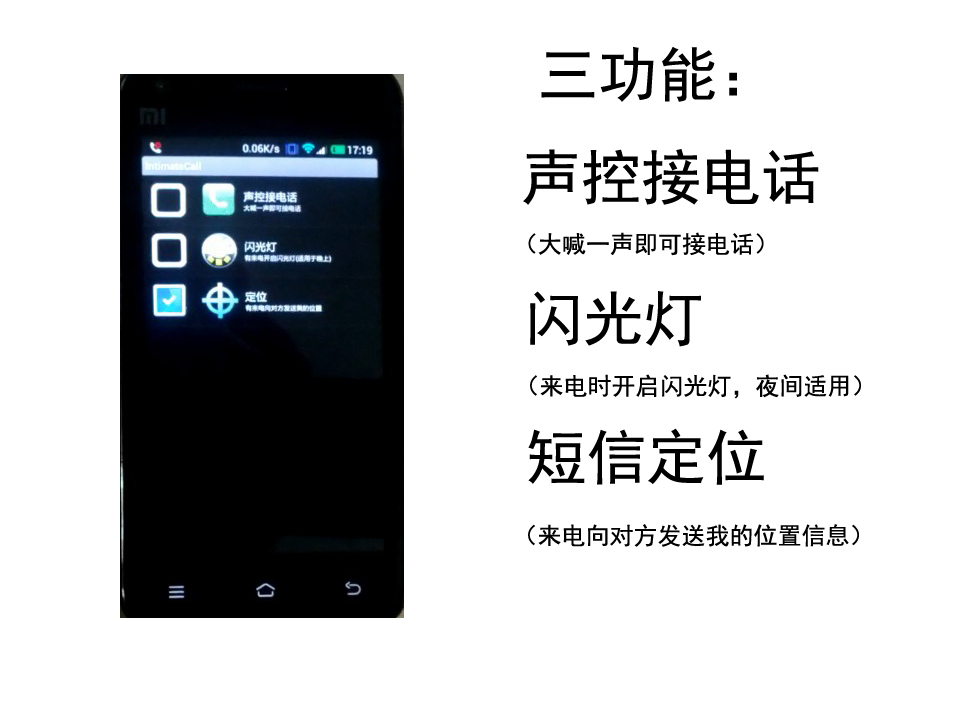 三功能：
声控接电话
（大喊一声即可接电话）
闪光灯
（来电时开启闪光灯，夜间适用）
短信定位
（来电向对方发送我的位置信息）
MI
0.06K/s 17:19
IntimateCall
声控接电话
大喊一声即可接电话
闪光灯
有来电开启闪光灯(适用于晚上)
定位
有来电向对方发送我的位置